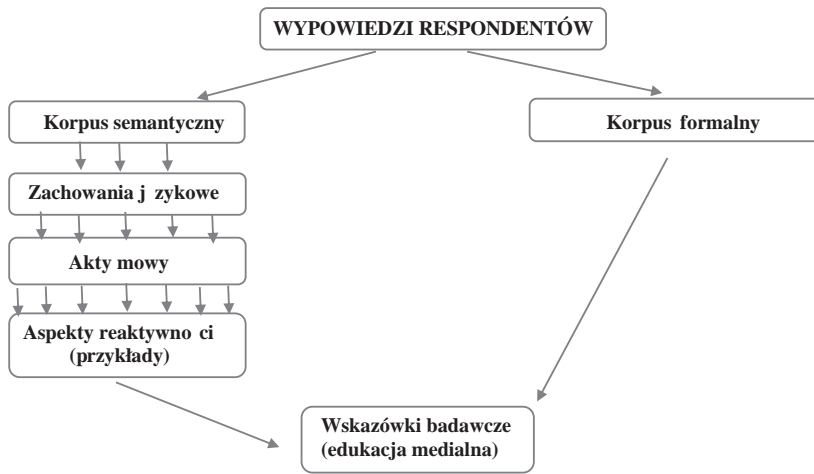 WYPOWIEDZI RESPONDENTÓW
Korpus semantyczny
Korpus formalny
Zachowania j zykowe
Akty mowy
Aspekty reaktywno ci
(przykłady)
Wskazówki badawcze
(edukacja medialna)